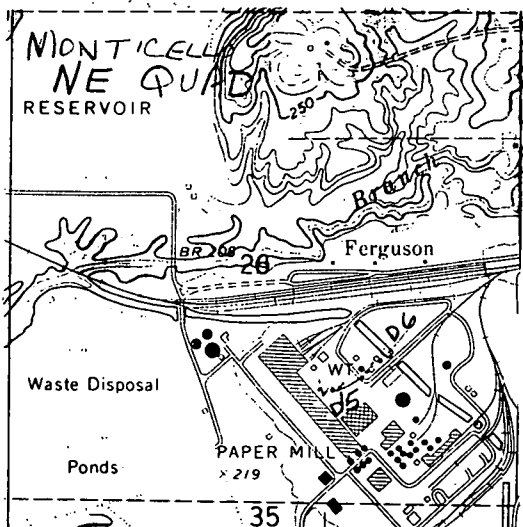 MONTICELLO
NE QUAD
RESERVOIR
250
Branch
BR 208
26
Ferguson
D6
WT
D5
Waste Disposal
PAPER MILL
Ponds
× 219
35